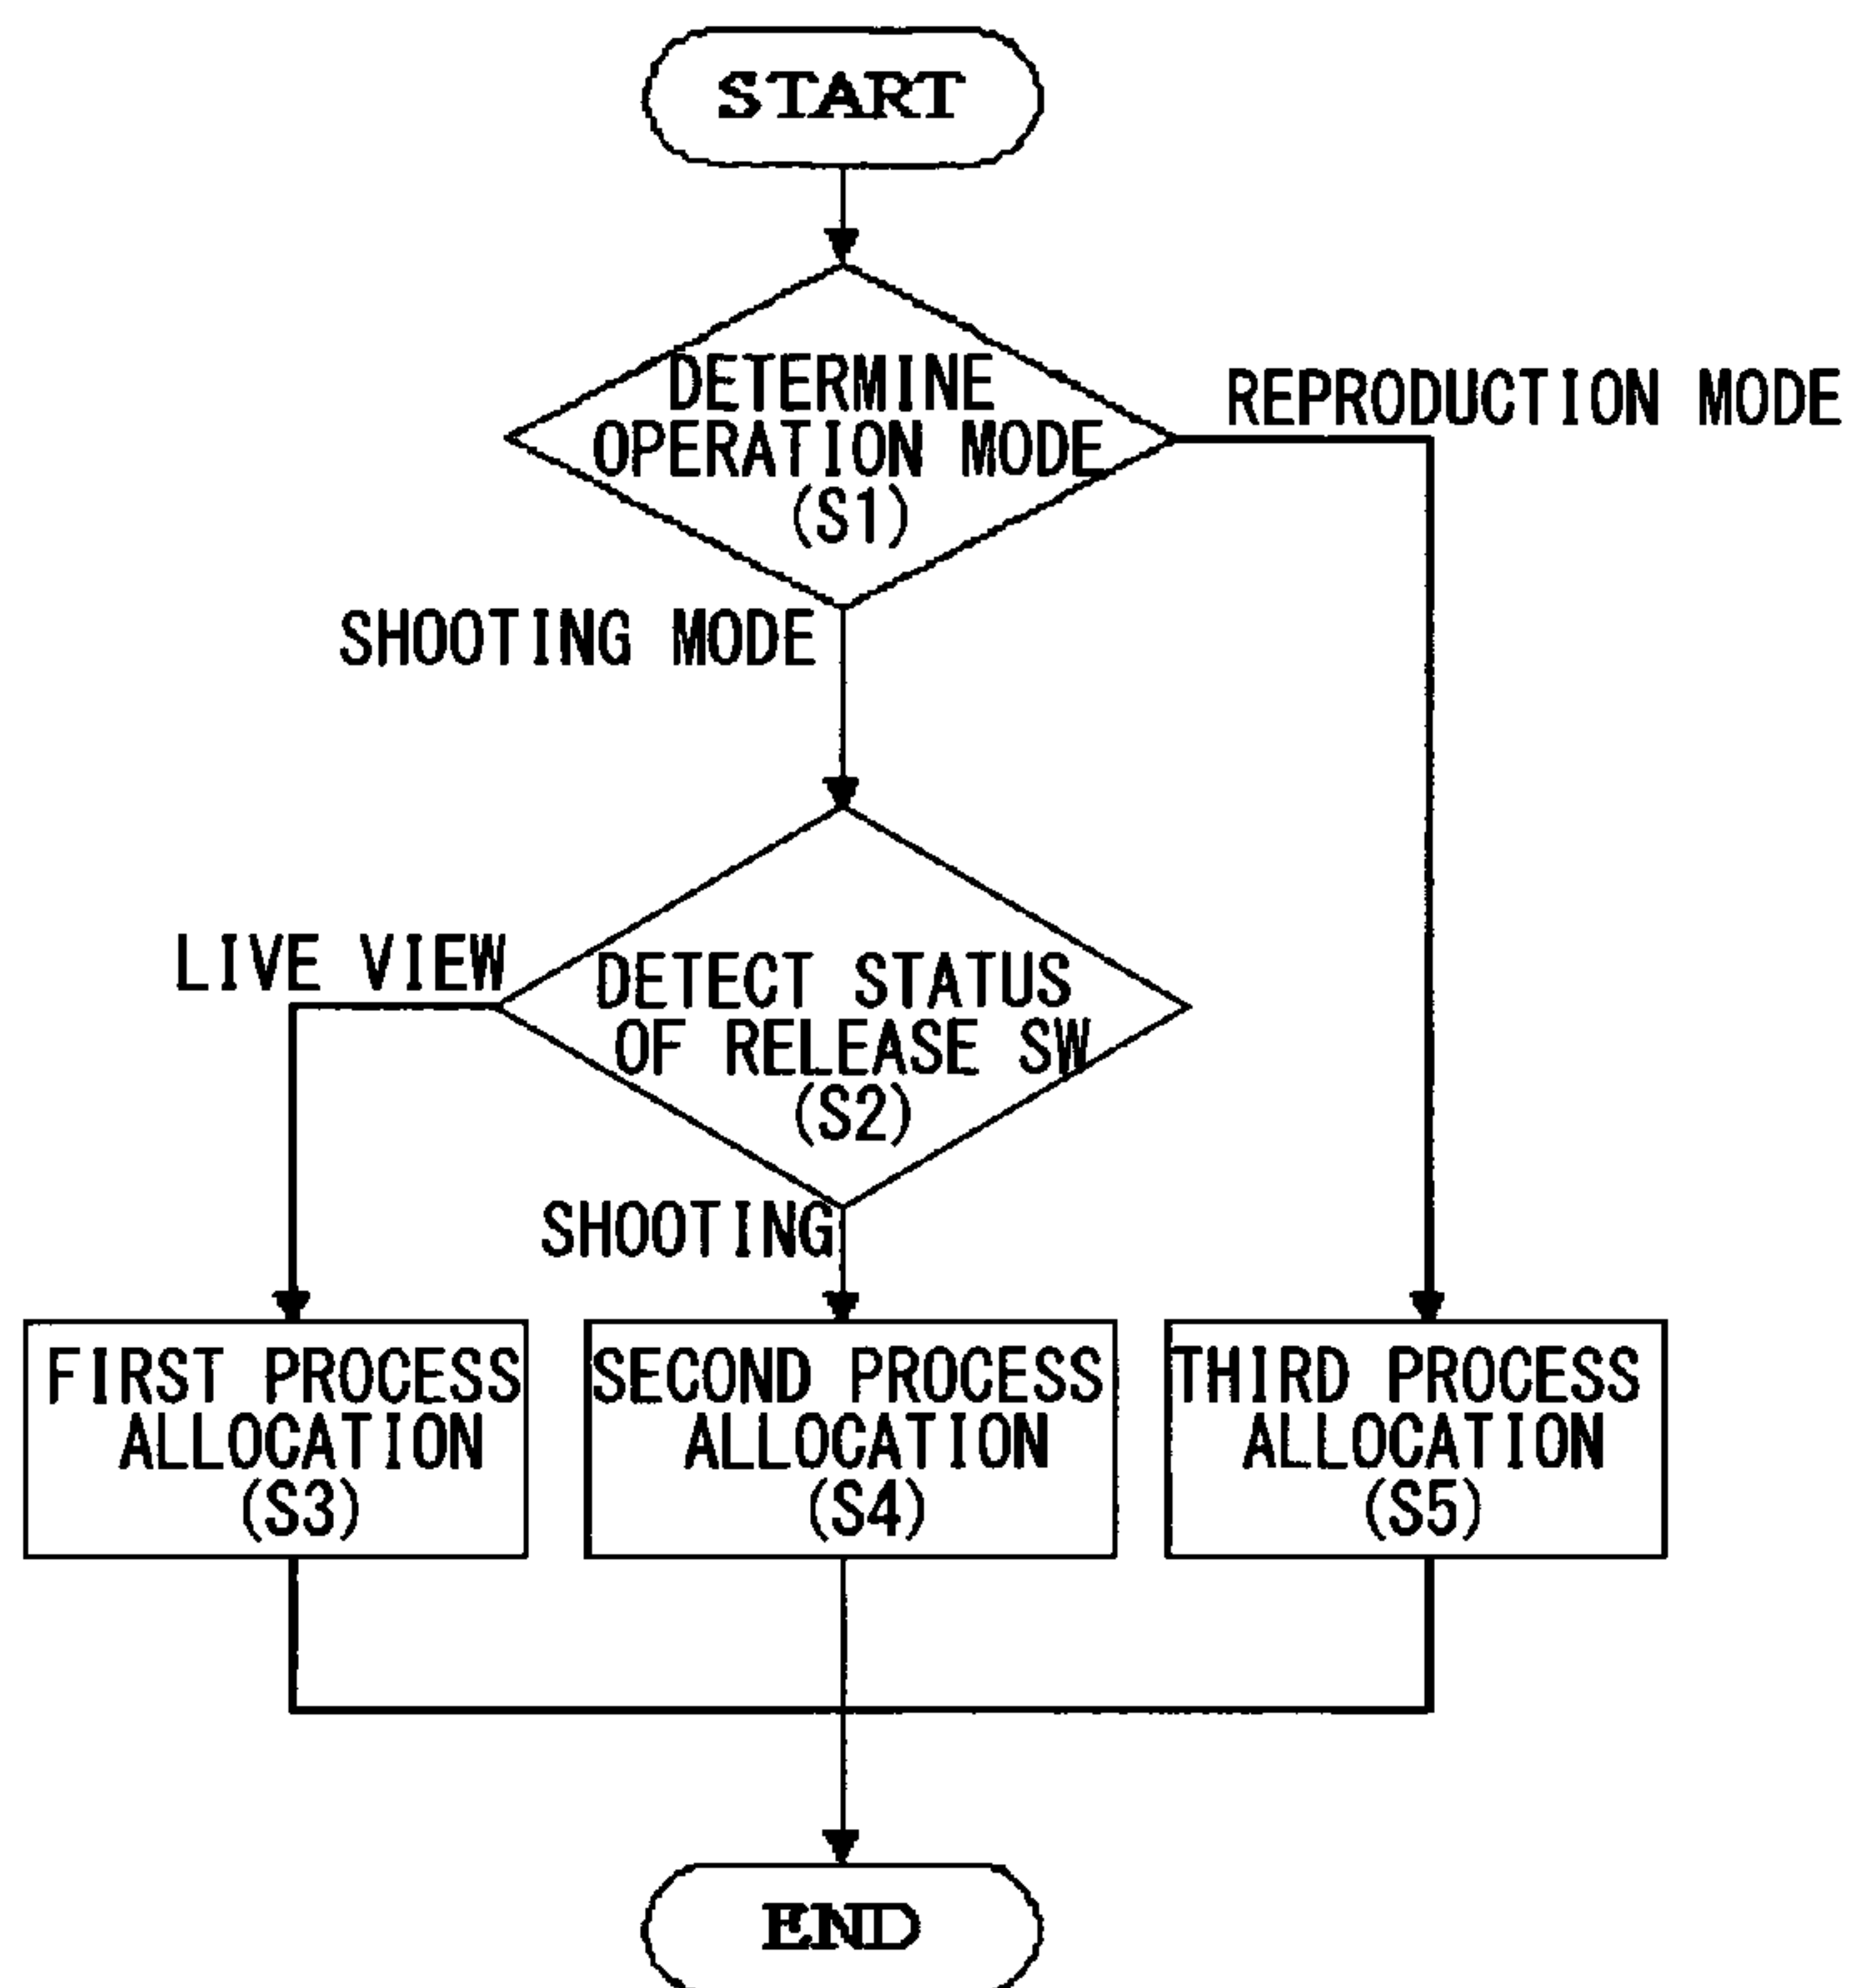 START
DETERMINE
OPERATION MODE
(S1)
REPRODUCTION MODE
SHOOTING MODE
LIVE VIEW
DETECT STATUS
OF RELEASE SW
(S2)
SHOOTING
FIRST PROCESS
ALLOCATION
(S3)
SECOND PROCESS
ALLOCATION
(S4)
THIRD PROCESS
ALLOCATION
(S5)
END